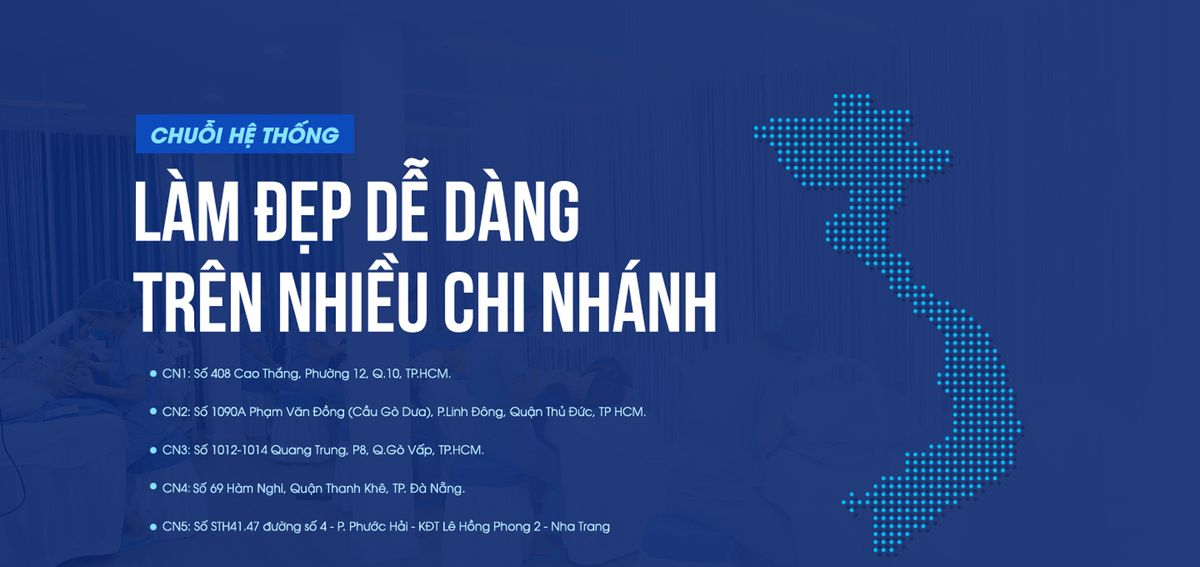 CHUỖI HỆ THỐNG
LÀM ĐẸP DỄ DÀNG
TRÊN NHIỀU CHI NHÁNH
CN1: Số 408 Cao Thắng, Phường 12, Q.10, TP.HCM.
CN2: Số 1090A Phạm Văn Đồng (Cầu Gò Dưa), P.Linh Đông, Quận Thủ Đức, TP HCM.
CN3: Số 1012-1014 Quang Trung, P8, Q.Gò Vấp, TP.HCM.
CN4: Số 69 Hàm Nghi, Quận Thanh Khê, TP. Đà Nẵng.
CN5: Số STH41.47 đường số 4 - P. Phước Hải - KĐT Lê Hồng Phong 2 - Nha Trang